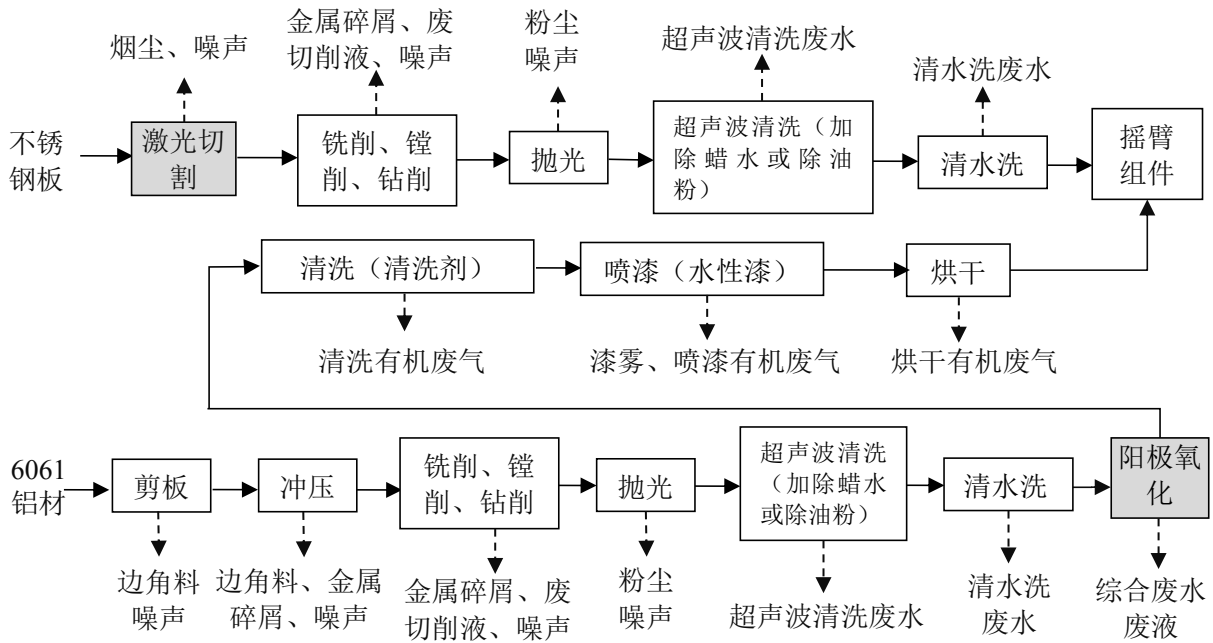 烟尘、噪声
金属碎屑、废
切削液、噪声
粉尘
噪声
超声波清洗废水
清水洗废水
不锈
钢板
激光切
割
铣削、镗
削、钻削
抛光
超声波清洗（加
除蜡水或除油
粉）
清水洗
摇臂
组件
清洗（清洗剂）
喷漆（水性漆）
烘干
清洗有机废气
漆雾、喷漆有机废气
烘干有机废气
6061
铝材
剪板
冲压
铣削、镗
削、钻削
抛光
超声波清洗
（加除蜡水
或除油粉）
清水洗
阳极氧
化
边角料
噪声
边角料、金属
碎屑、噪声
金属碎屑、废
切削液、噪声
粉尘
噪声
超声波清洗废水
清水洗
废水
综合废水
废液